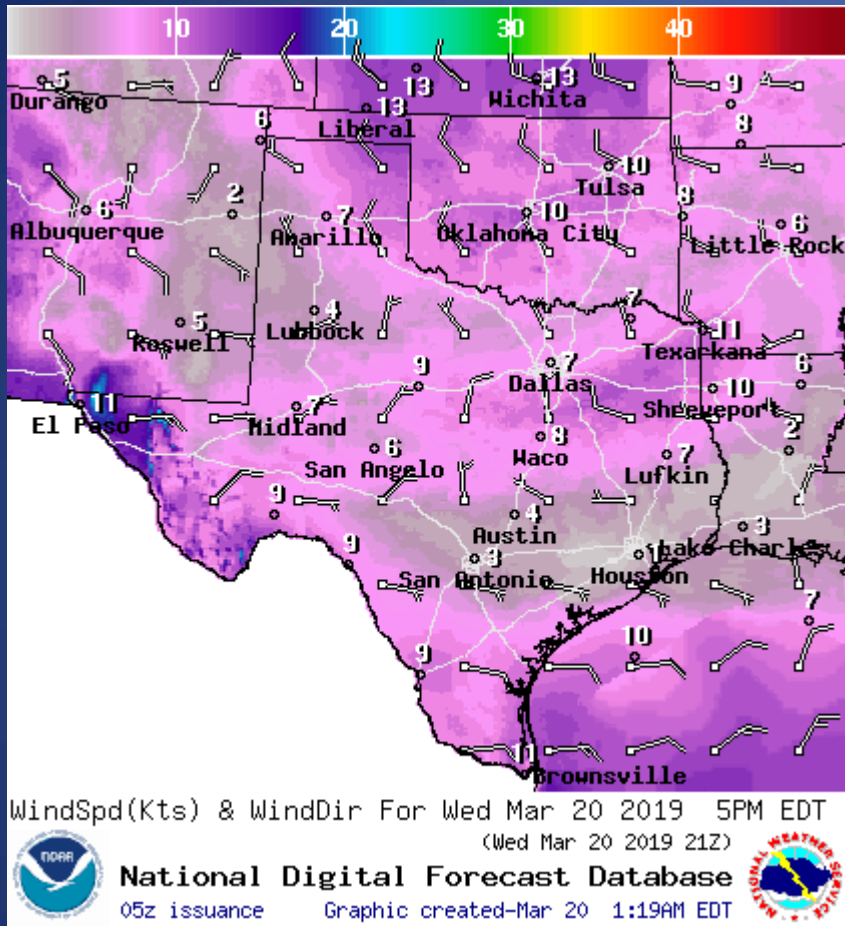 10 20 30 40
5 13 13 2 9
Durango Wichita
13
Liberal
6 8
10
Tulsa
6 2 7 10 8 6
Albuquerque Amarillo Oklahoma City Little Rock
5 4 7 11
Roswell Lubbock Texarkana
9 7 6
Dallas
11 7 10
El Paso Midland Shreveport
6 8 7 2
San Angelo Waco Lufkin
9 4 3
Austin
9 3 1 Lake Charles
San Antonio Houston
7
9 10
11
Brownsville
WindSpd(Kts) & WindDir For Wed Mar 20 2019 5PM EDT
(Wed Mar 20 2019 21Z)
NOAA
NATIONAL WEATHER SERVICE
National Digital Forecast Database
05z issuance Graphic created-Mar 20 1:19AM EDT